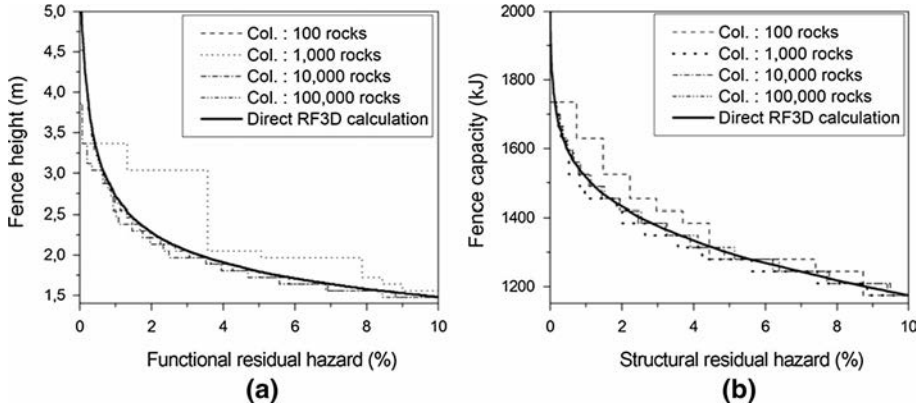 5,0
4,5
4,0
3,5
3,0
2,5
2,0
1,5
Fence height (m)
Col. : 100 rocks
Col. : 1,000 rocks
Col. : 10,000 rocks
Col. : 100,000 rocks
Direct RF3D calculation
0 2 4 6 8 10
Functional residual hazard (%)
(a)
2000
1800
1600
1400
1200
Fence capacity (kJ)
Col. : 100 rocks
Col. : 1,000 rocks
Col. : 10,000 rocks
Col. : 100,000 rocks
Direct RF3D calculation
0 2 4 6 8 10
Structural residual hazard (%)
(b)